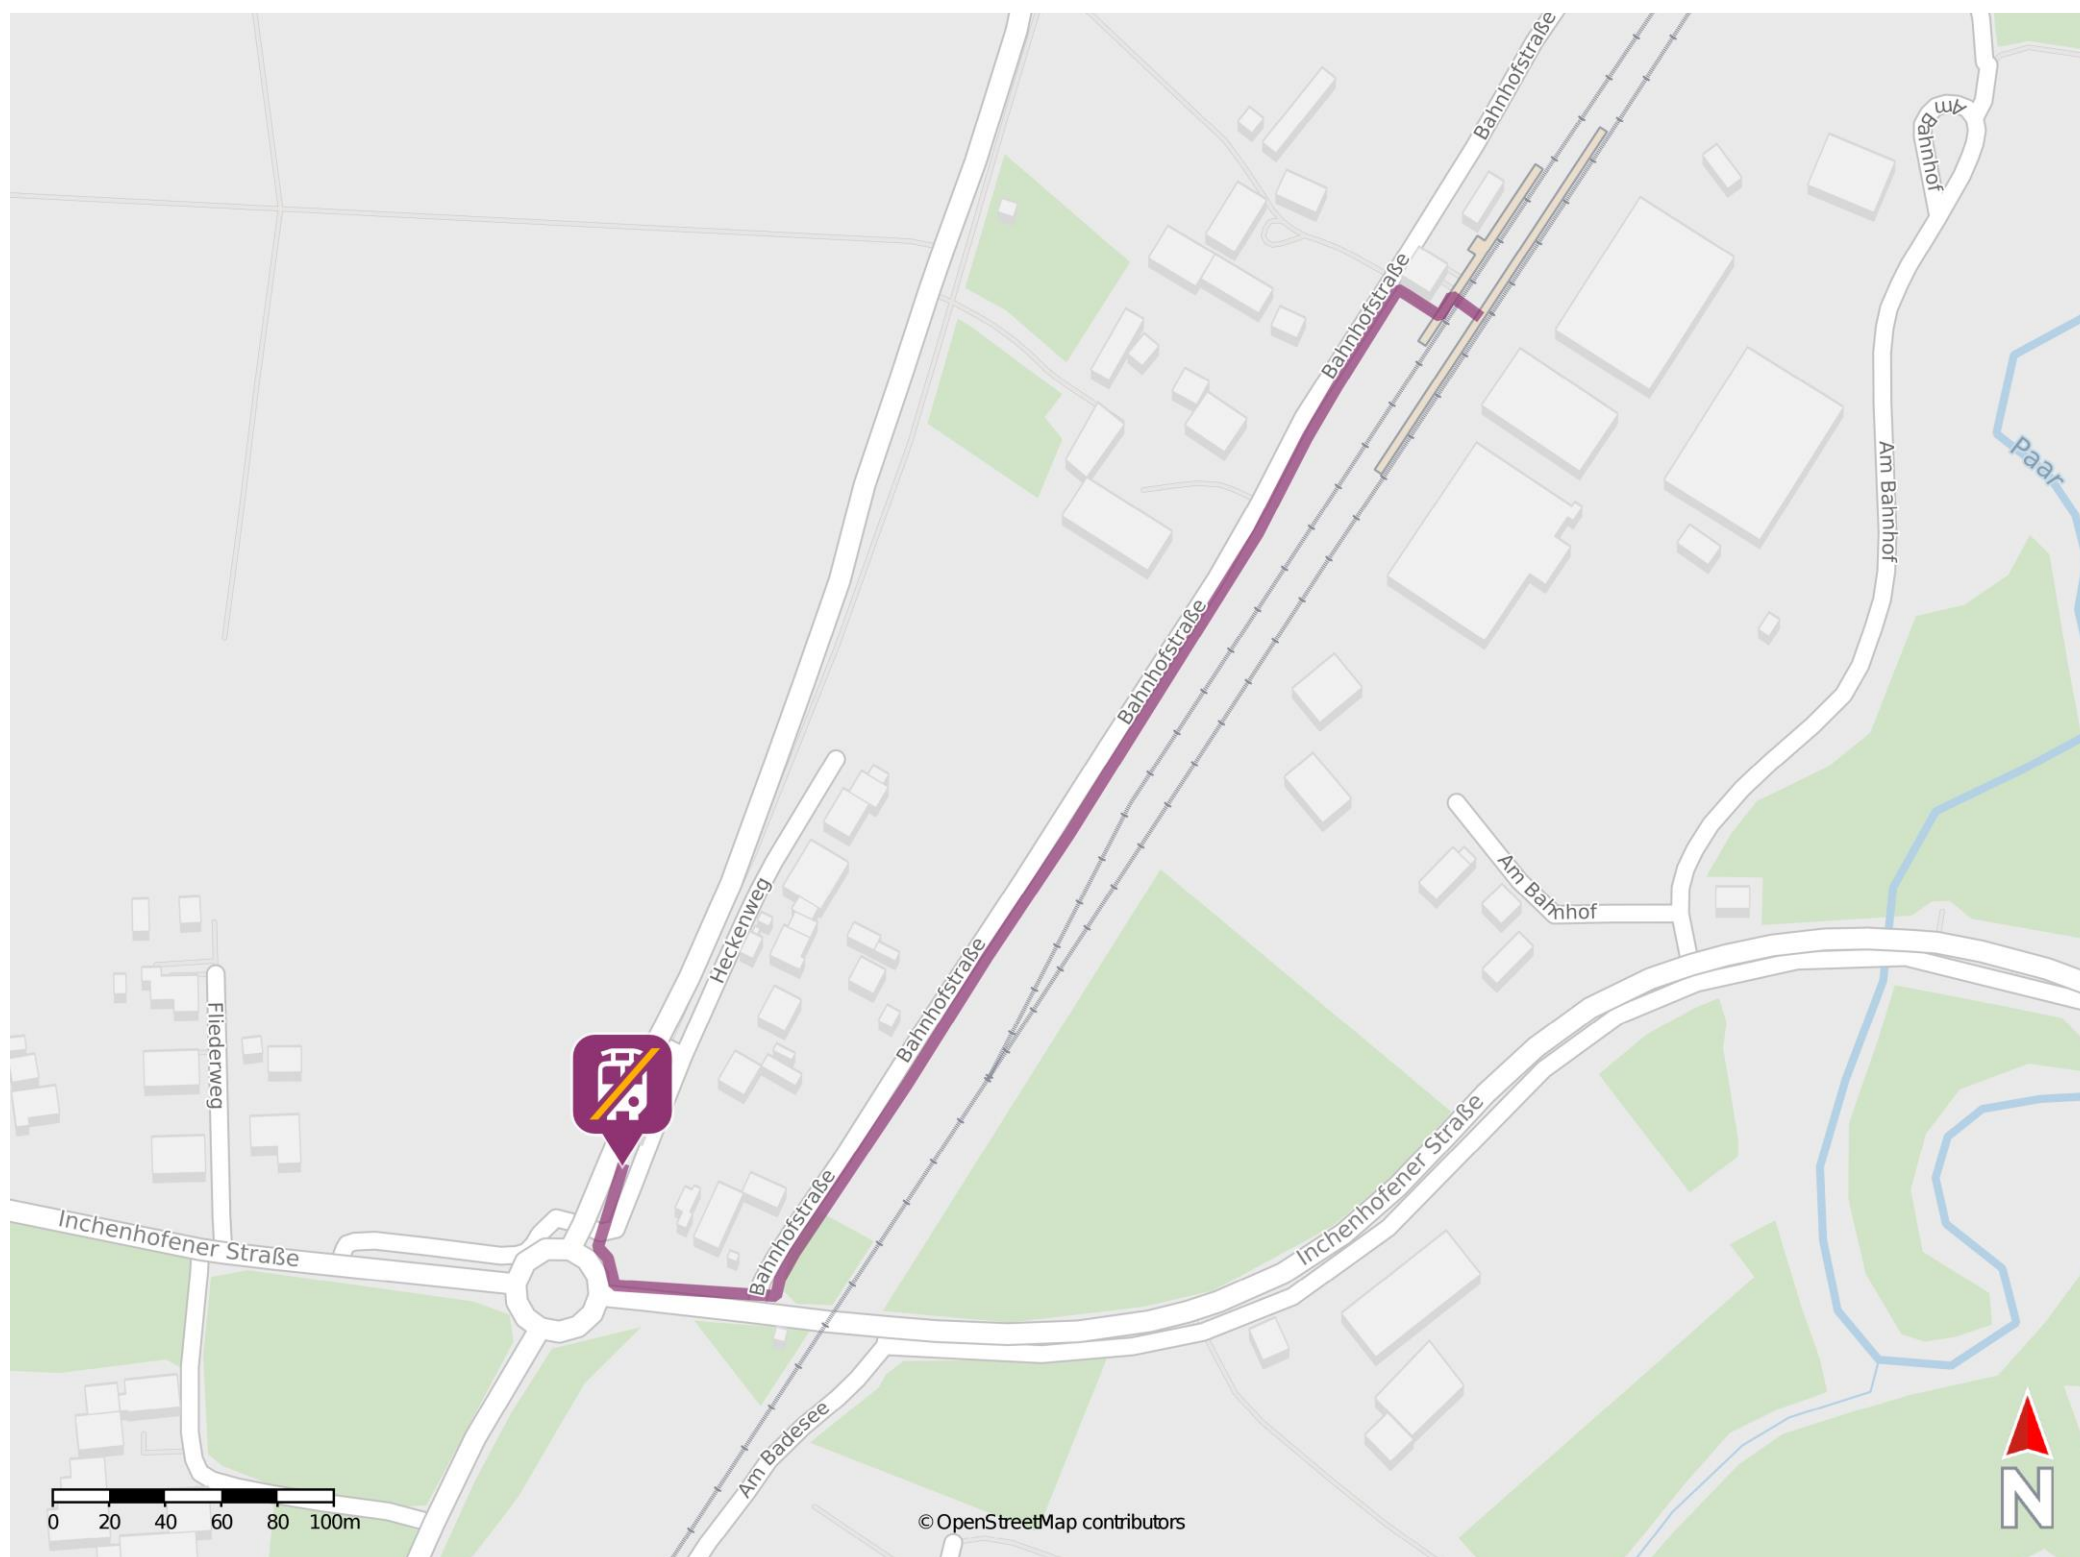 Bahnhofstraße
Bahnhofstraße
Am Bahnhof
Bahnhofstraße
Paar
Am Bahnhof
Bahnhofstraße
Am Bahnhof
Heckenweg
Bahnhofstraße
Fliederweg
Inchenhofener Straße
Bahnhofstraße
Inchenhofener Straße
Am Badesee
0 20 40 60 80 100m
© OpenStreetMap contributors
N